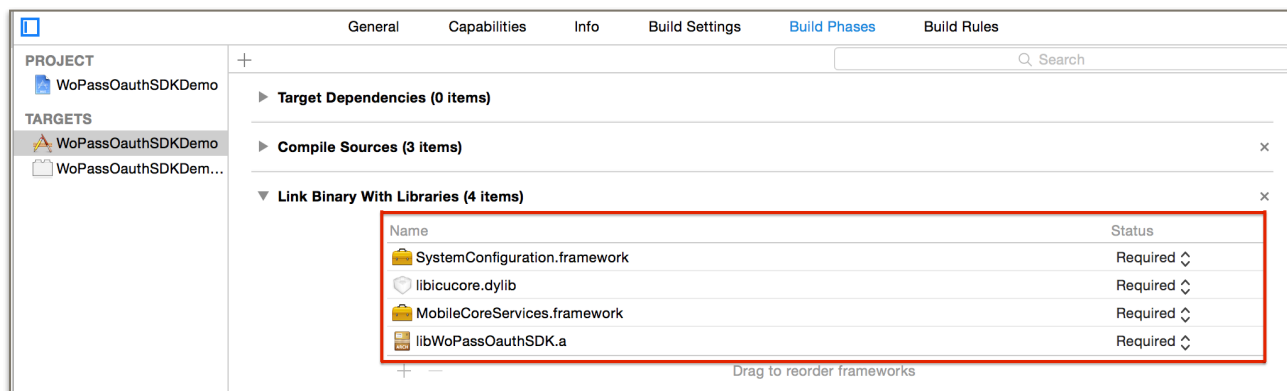 General Capabilities Info Build Settings Build Phases Build Rules
PROJECT
WoPassOauthSDKDemo
TARGETS
WoPassOauthSDKDemo
WoPassOauthSDKDem...
+ Search
Target Dependencies (0 items)
Compile Sources (3 items) ×
Link Binary With Libraries (4 items) ×
Name Status
SystemConfiguration.framework Required
libicucore.dylib Required
MobileCoreServices.framework Required
libWoPassOauthSDK.a Required
+ — Drag to reorder frameworks